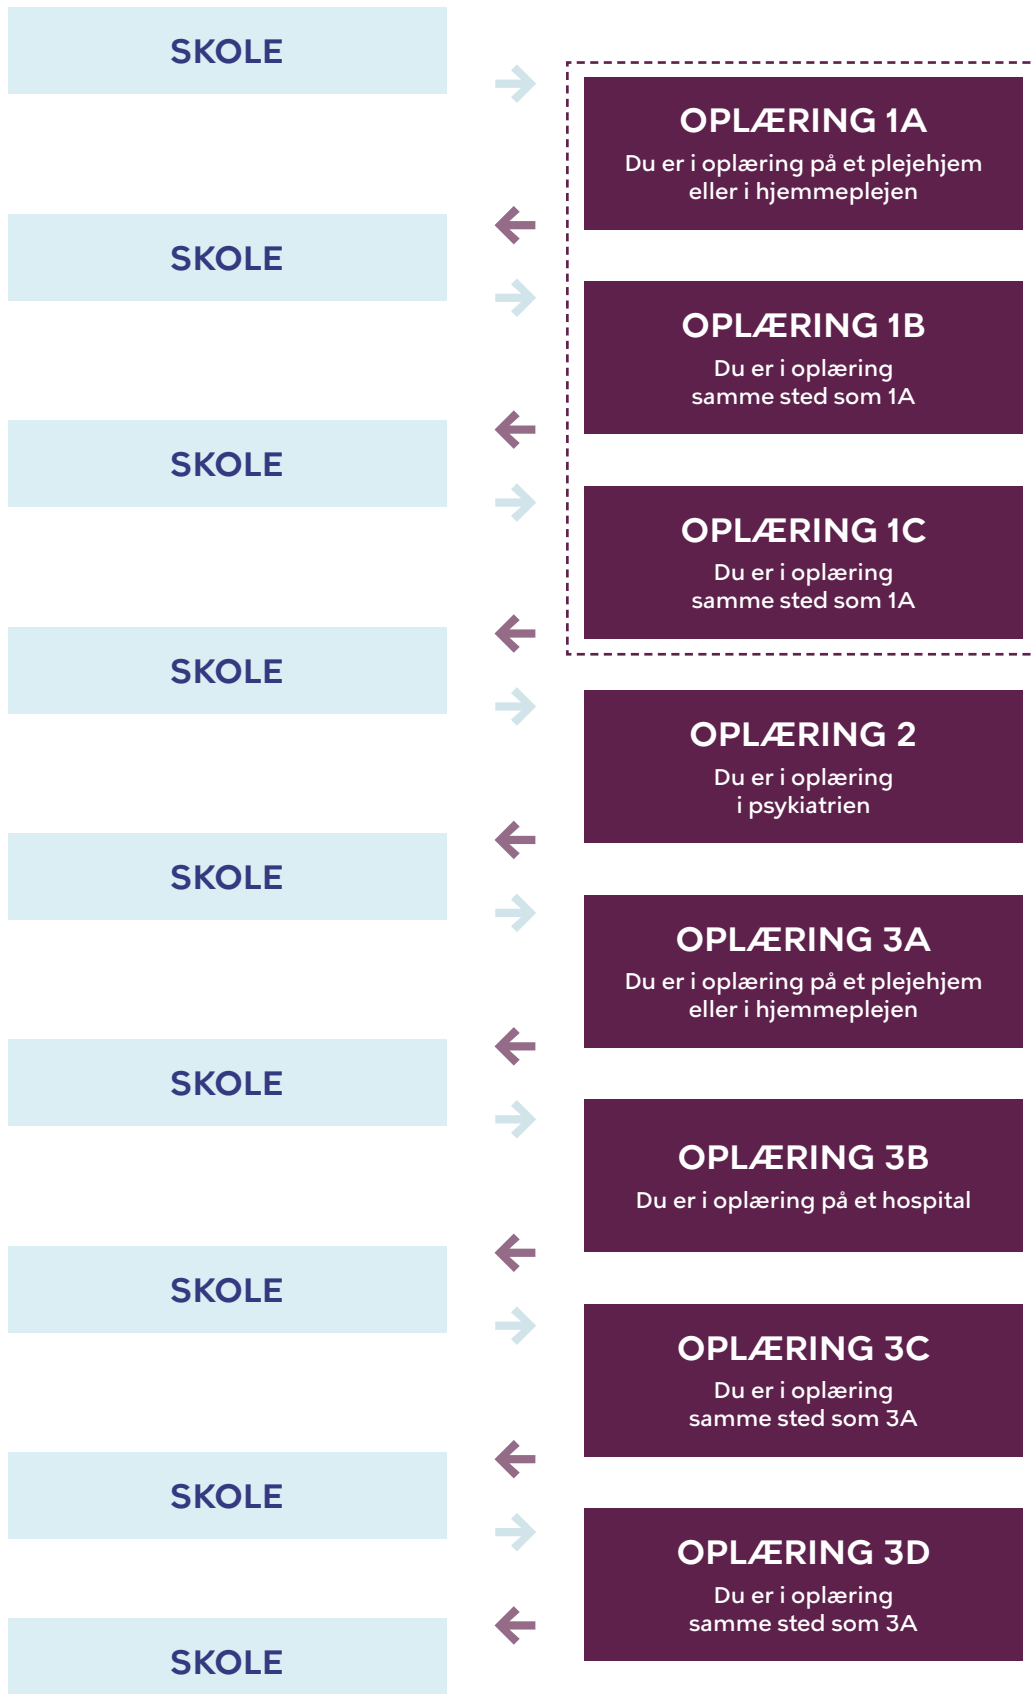 SKOLE
OPLÆRING 1A
Du er i oplæring på et plejehjem
eller i hjemmeplejen
SKOLE
OPLÆRING 1B
Du er i oplæring
samme sted som 1A
SKOLE
OPLÆRING 1C
Du er i oplæring
samme sted som 1A
SKOLE
OPLÆRING 2
Du er i oplæring
i psykiatrien
SKOLE
OPLÆRING 3A
Du er i oplæring på et plejehjem
eller i hjemmeplejen
SKOLE
OPLÆRING 3B
Du er i oplæring på et hospital
SKOLE
OPLÆRING 3C
Du er i oplæring
samme sted som 3A
SKOLE
OPLÆRING 3D
Du er i oplæring
samme sted som 3A
SKOLE